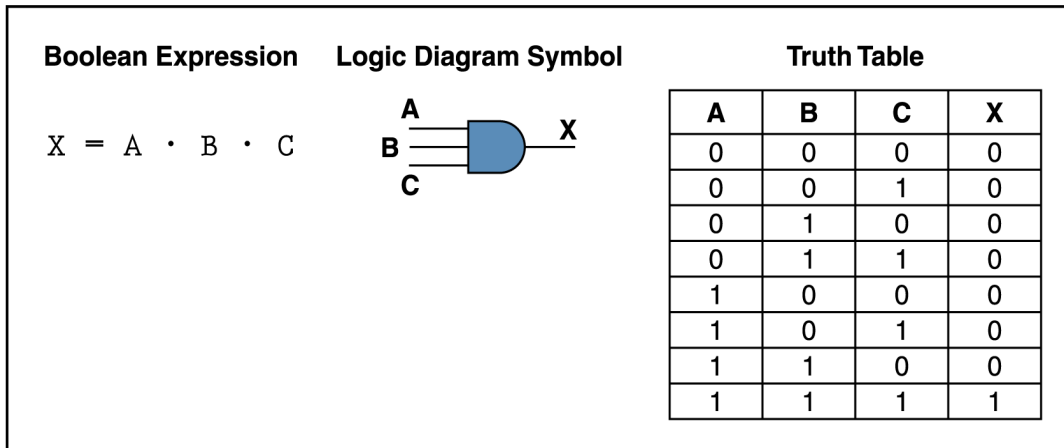 Boolean Expression
Logic Diagram Symbol
Truth Table
X = A · B · C
A
B
C
X
A B C X
0 0 0 0
0 0 1 0
0 1 0 0
0 1 1 0
1 0 0 0
1 0 1 0
1 1 0 0
1 1 1 1